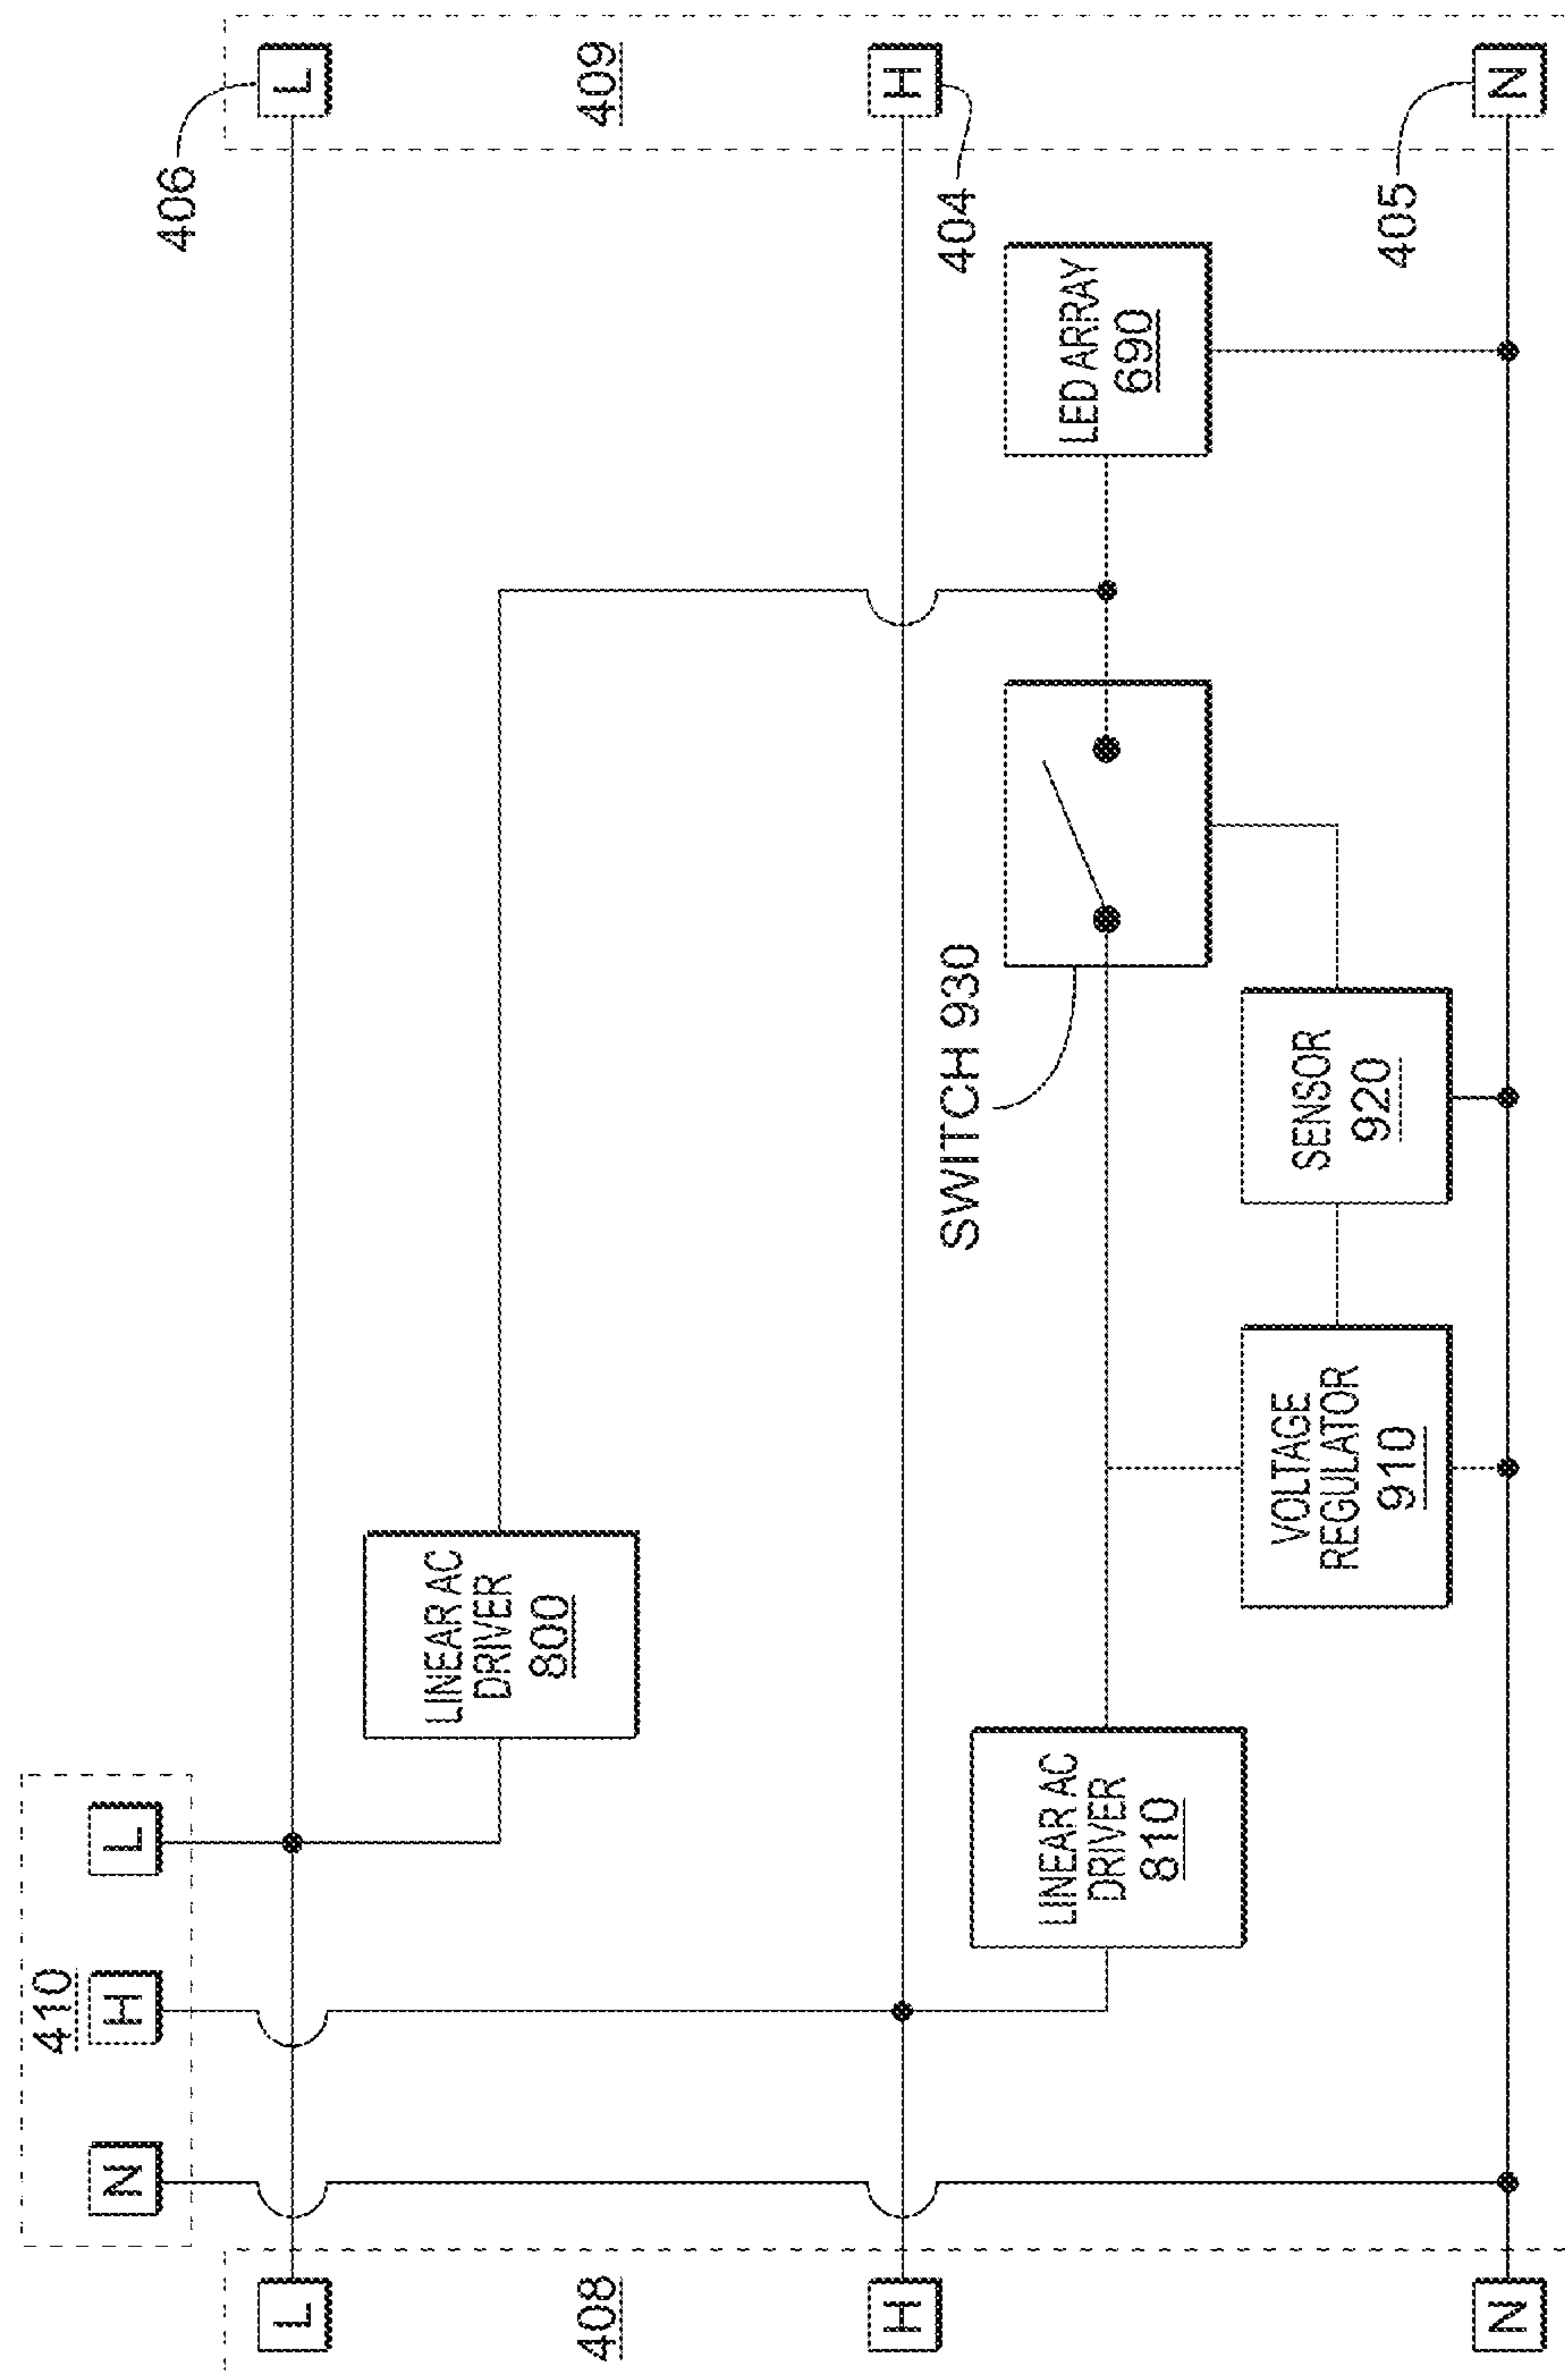 410
N H L
406
L
L
LINEAR AC
DRIVER
800
408
409
H
H
SWITCH 930
404
LINEAR AC
DRIVER
810
LED ARRAY
690
VOLTAGE
REGULATOR
910
SENSOR
920
405
N
N